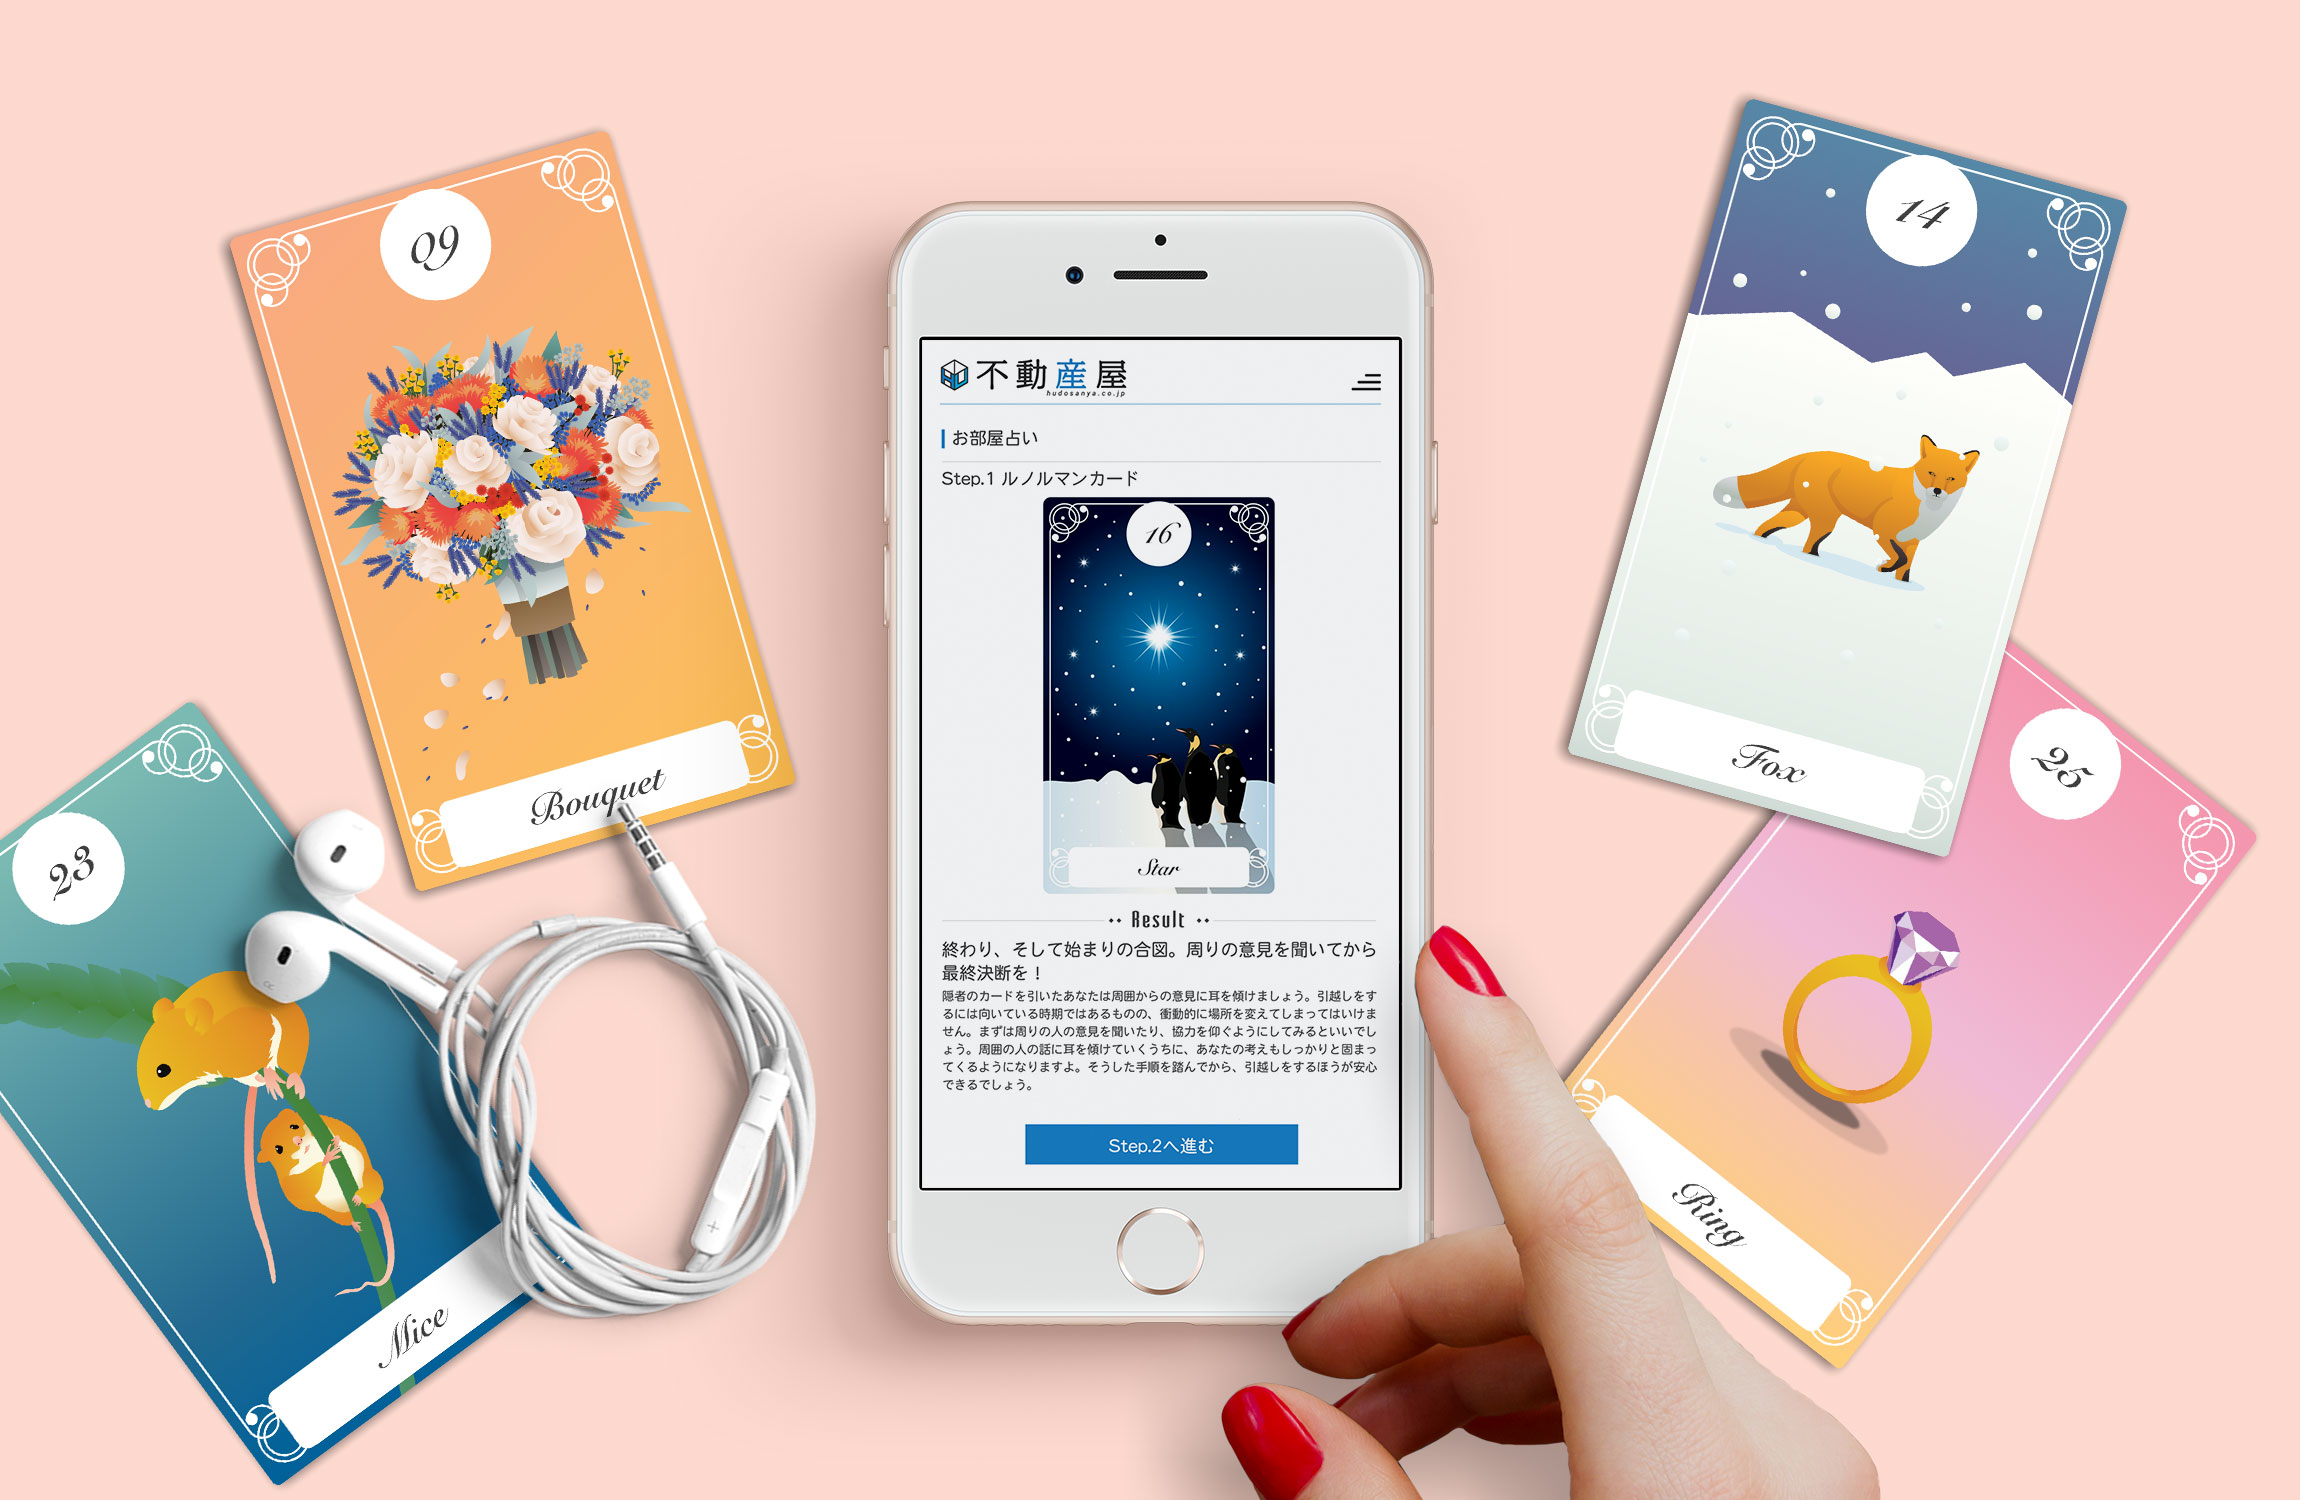 09
Bouquet
23
Mice
不動産屋
hudosanya.co.jp
お部屋占い
Step.1 ルノルマンカード
16
Star
Result
終わり、そして始まりの合図。周りの意見を聞いてから
最終決断を！
隠者のカードを引いたあなたは周囲からの意見に耳を傾けましょう。引越しをす
るには向いている時期ではあるものの、衝動的に場所を変えてしまってはいけま
せん。まずは周りの人の意見を聞いたり、協力を仰ぐようにしてみるといいでし
ょう。周囲の人の話に耳を傾けていくうちに、あなたの考えもしっかりと固まっ
てくるようになりますよ。そうした手順を踏んでから、引越しをするほうが安心
できるでしょう。
Step.2へ進む
14
Fox
25
Ring